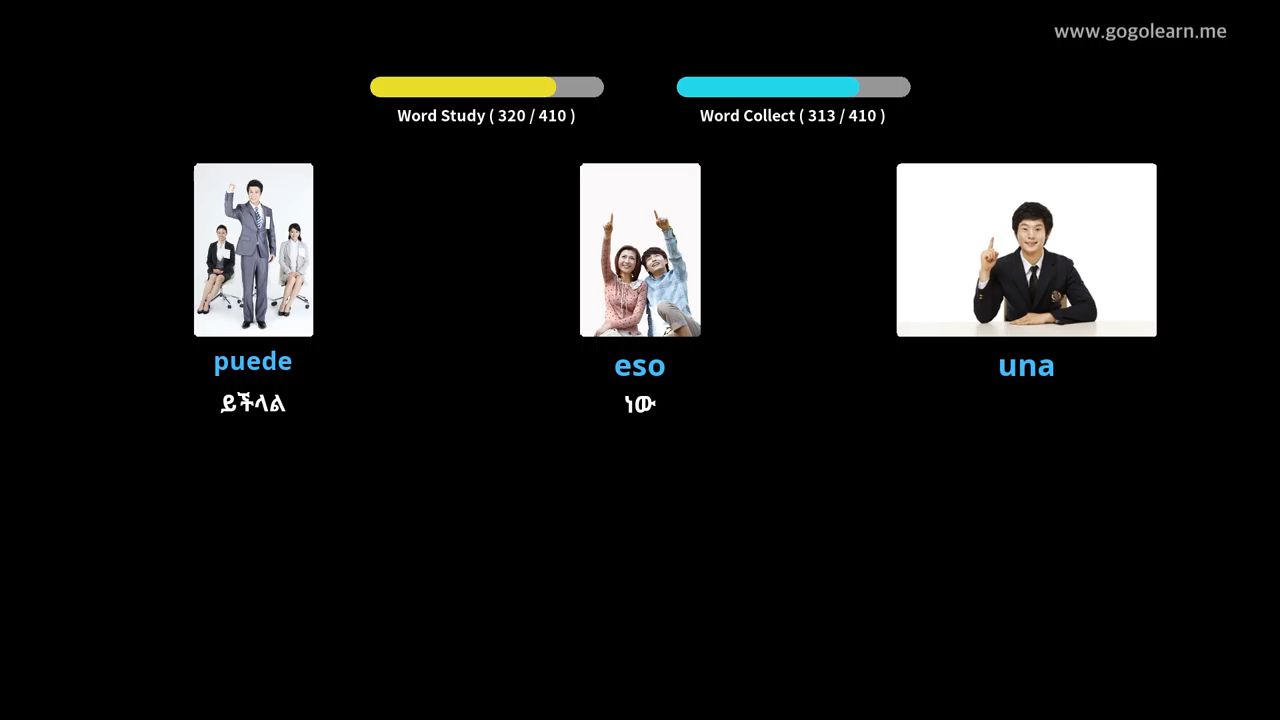 www.gogolearn.me
Word Study ( 320 / 410 )
Word Collect ( 313 / 410 )
puede
eso
una
ይችላል
ነው